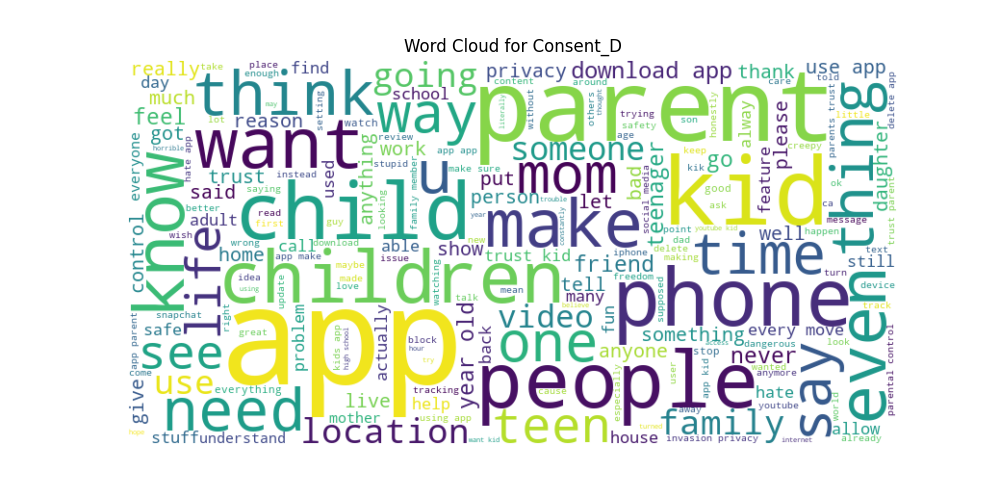 Word Cloud for Consent_D
really
take
place
enough
find
going
privacy
download app
thank
use app
told
day
think
content
around
care
much
may
setting
school
way
parent
without
others
thought
feel
lot
reason
watch
review
app app
someone
trying
safety
age
son
honestly
alway
please
little
parents trust
delete app
got
want
work
stupid
make sure
u
mom
keep
kik
creepy
thing
everyone
horrible
hate app
said
used
instead
anything
family member
put
person
let
bad
teenager
social media
go
good
ask
kid
feature
ok
ca
daughter
trust parent
control
know
trust
saying
looking
child
trouble
constantly
year
make
point
dad
youtube kid
well
message
happen
better
adult
read
first
guy
wish
life
wrong
call
download
able
show
new
trust kid
iphone
delete
making
time
still
text
home
app make
issue
friend
turn
device
idea
using
update
maybe
made
love
children
watching
talk
mean
tell
freedom
supposed
phone
track
snapchat
right
app
actually
block
hour
year old
believe
many
fun
even
safe
great
problem
kids app
high school
try
back
video
one
something
every move
look
see
app parent
come
everything
people
anyone
stop
access
dangerous
never
wanted
anymore
say
parental control
give
use
tracking
help
cause
especially
user
app kid
hate
youtube
need
live
mother
using app
teen
away
family
allow
world
hope
stuff
understand
location
want kid
house
turned
invasion privacy
internet
already